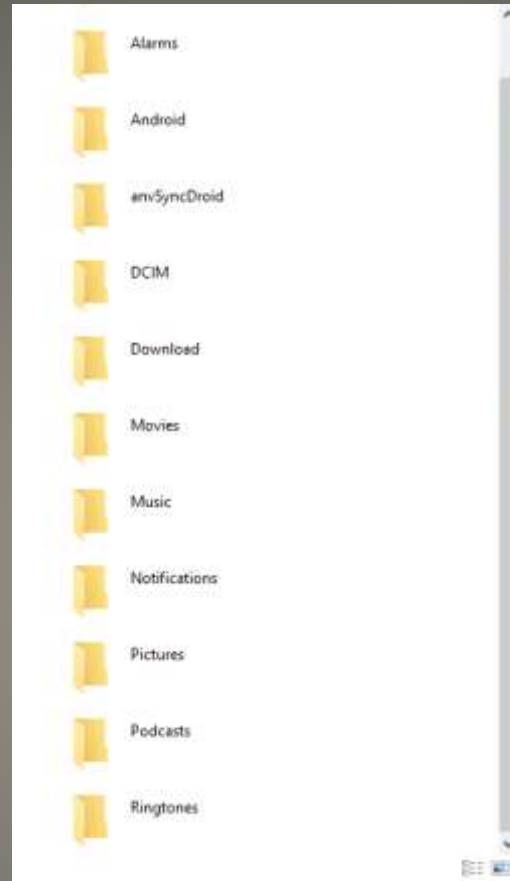 Alarms
Android
anvSyncDroid
DCIM
Download
Movies
Music
Notifications
Pictures
Podcasts
Ringtones